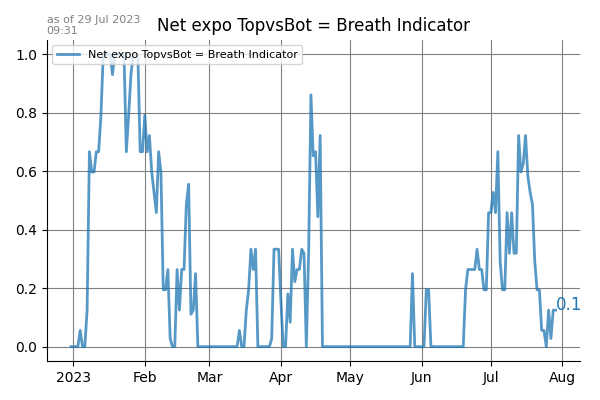 as of 29 Jul 2023
09:31
Net expo TopvsBot = Breath Indicator
Net expo TopvsBot = Breath Indicator
1.0
0.8
0.6
0.4
0.2
0.0
0.1
2023 Feb Mar Apr May Jun Jul Aug